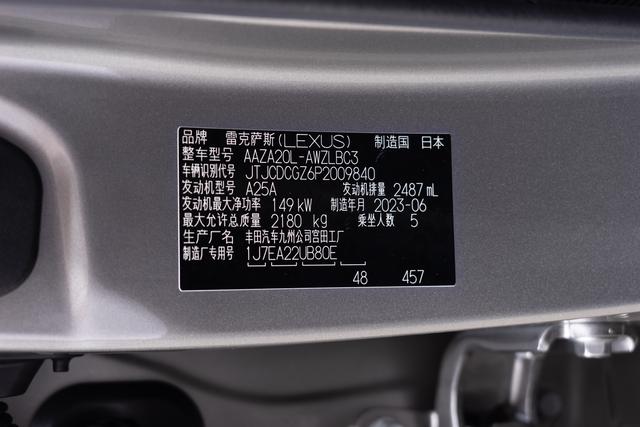 品牌 雷克萨斯(LEXUS) 制造国 日本
整车型号 AAZA20L-AWZLBC3
车辆识别代号 JTJCDCGZ6P2009840
发动机型号 A25A 发动机排量 2487 mL
发动机最大净功率 149 kW 制造年月 2023-06
最大允许总质量 2180 kg 乘坐人数 5
生产厂名 丰田汽车九州公司宫田工厂
制造厂专用号 1J7EA22UB80E
48 457